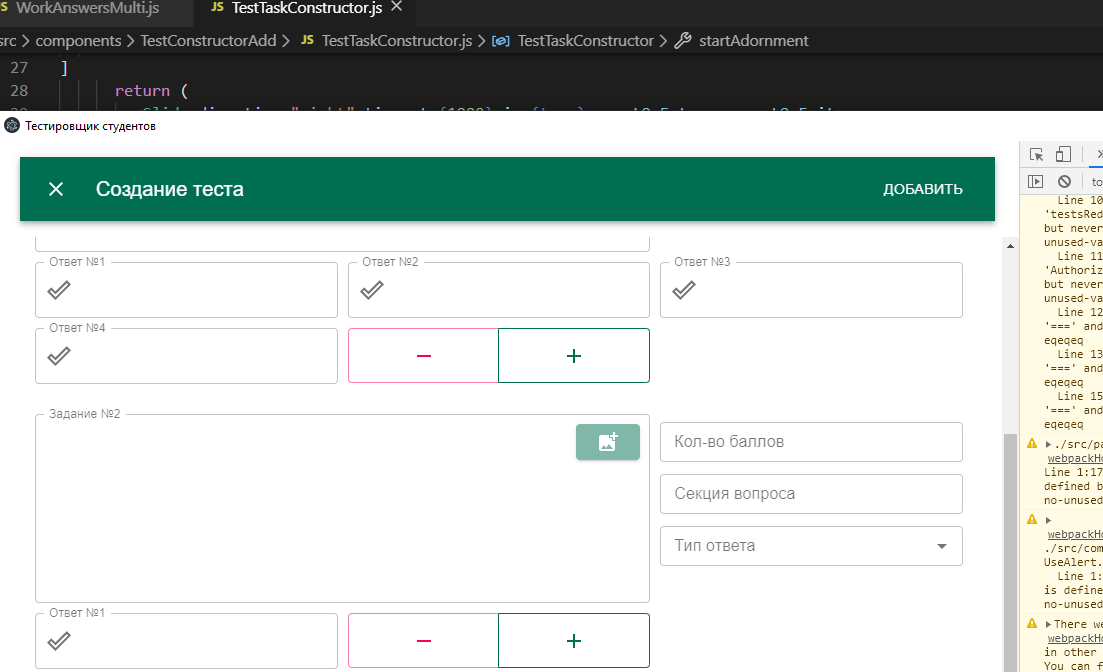 JS WorkAnswersMulti.js
JS TestTaskConstructor.js
src > components > TestConstructorAdd > JS TestTaskConstructor.js > TestTaskConstructor > startAdornment
27 ]
28 return (
Тестировщик студентов
Создание теста
ДОБАВИТЬ
Ответ №1
Ответ №2
Ответ №3
Ответ №4
Задание №2
Кол-во баллов
Секция вопроса
Тип ответа
Ответ №1
to
Line 10
'testsRed
but never
unused-va
Line 11
'Authoriz
but never
unused-va
Line 12
'===' and
eqeqeq
Line 13
'===' and
eqeqeq
Line 15
'===' and
eqeqeq
./src/pa
webpackHo
Line 1:17
defined b
no-unused
webpackHo
./src/com
UseAlert.
Line 1:
is define
no-unused
There we
webpackHo
in other
You can f